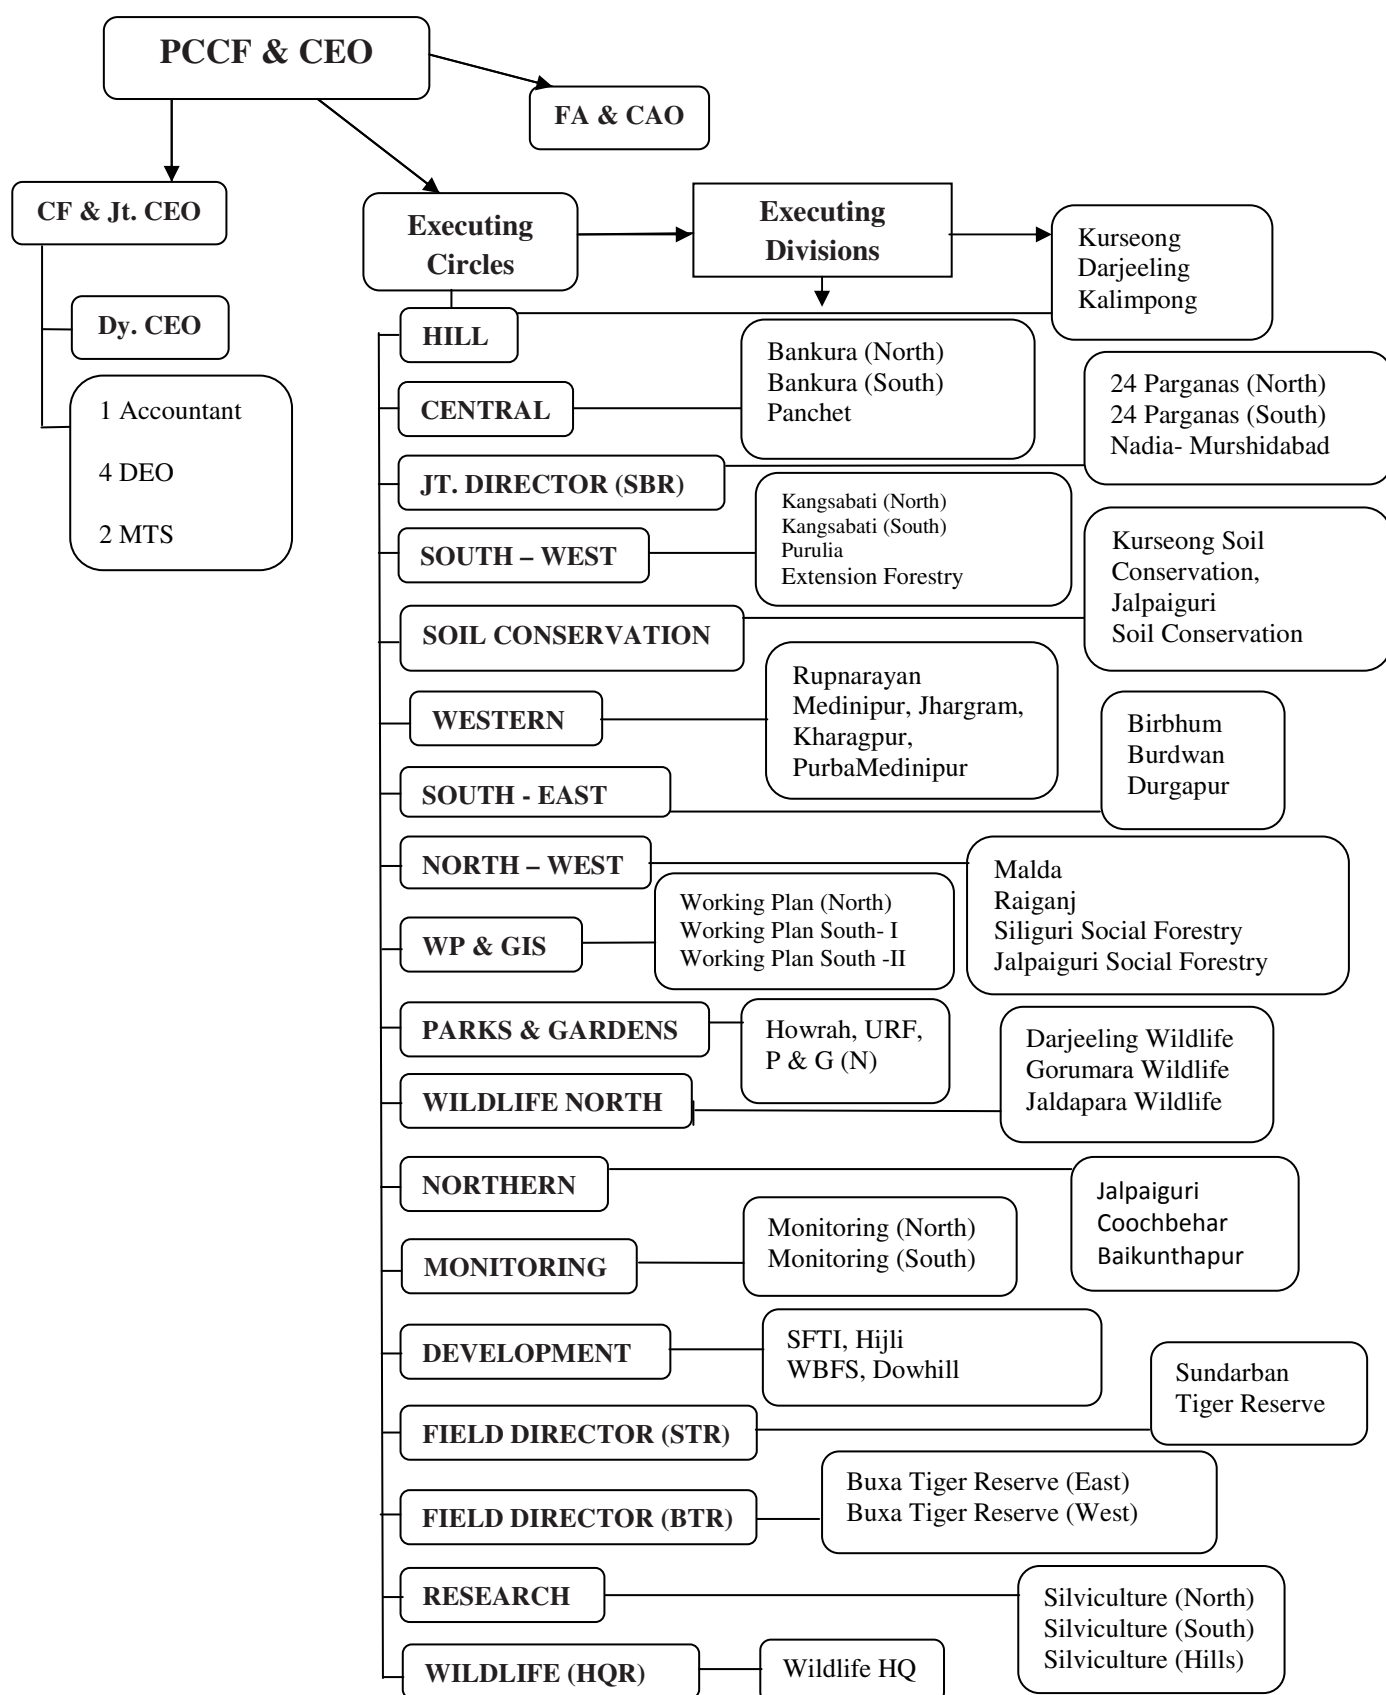 PCCF & CEO
FA & CAO
CF & Jt. CEO
Executing
Circles
Executing
Divisions
Kurseong
Darjeeling
Kalimpong
Dy. CEO
1 Accountant
4 DEO
2 MTS
HILL
CENTRAL
Bankura (North)
Bankura (South)
Panchet
JT. DIRECTOR (SBR)
24 Parganas (North)
24 Parganas (South)
Nadia- Murshidabad
SOUTH – WEST
Kangsabati (North)
Kangsabati (South)
Purulia
Extension Forestry
SOIL CONSERVATION
Kurseong Soil
Conservation,
Jalpaiguri
Soil Conservation
WESTERN
Rupnarayan
Medinipur, Jhargram,
Kharagpur,
PurbaMedinipur
SOUTH - EAST
Birbhum
Burdwan
Durgapur
NORTH – WEST
Malda
Raiganj
Siliguri Social Forestry
Jalpaiguri Social Forestry
WP & GIS
Working Plan (North)
Working Plan South- I
Working Plan South -II
PARKS & GARDENS
Howrah, URF,
P & G (N)
WILDLIFE NORTH
Darjeeling Wildlife
Gorumara Wildlife
Jaldapara Wildlife
NORTHERN
Jalpaiguri
Coochbehar
Baikunthapur
MONITORING
Monitoring (North)
Monitoring (South)
DEVELOPMENT
SFTI, Hijli
WBFS, Dowhill
FIELD DIRECTOR (STR)
Sundarban
Tiger Reserve
FIELD DIRECTOR (BTR)
Buxa Tiger Reserve (East)
Buxa Tiger Reserve (West)
RESEARCH
Silviculture (North)
Silviculture (South)
Silviculture (Hills)
WILDLIFE (HQR)
Wildlife HQ